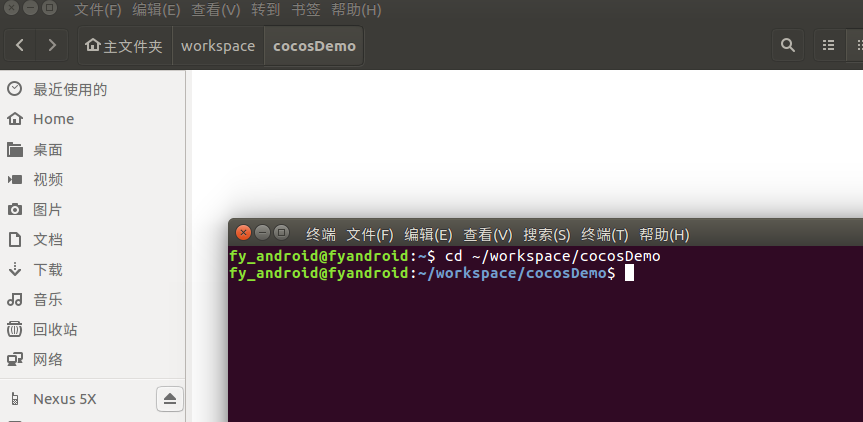 文件(F) 编辑(E) 查看(V) 转到 书签 帮助(H)
主文件夹 workspace cocosDemo
最近使用的
Home
桌面
视频
图片
文档
下载
音乐
回收站
网络
Nexus 5X
终端 文件(F) 编辑(E) 查看(V) 搜索(S) 终端(T) 帮助(H)
fy_android@fyandroid:~$ cd ~/workspace/cocosDemo
fy_android@fyandroid:~/workspace/cocosDemo$